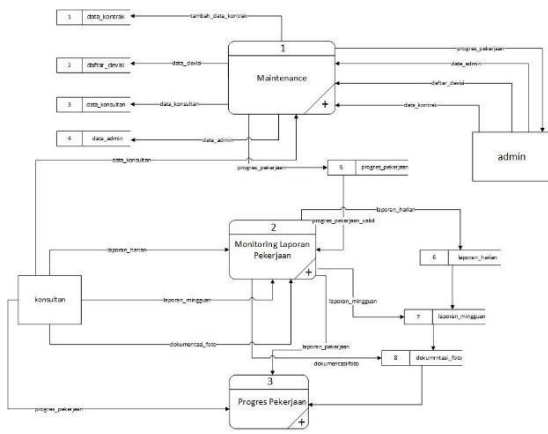 1 data_kontrak
tambah_data_kontrak
1
Maintenance
progres_pekerjaan
data_admin
2 daftar_devisi
data_devisi
daftar_devisi
3 data_konsultan
data_konsultan
data_kontrak
4 data_admin
data_admin
admin
data_konsultan
progres_pekerjaan
5 progres_pekerjaan
laporan_harian
progres_pekerjaan_valid
2
Monitoring Laporan
Pekerjaan
laporan_harian
6 laporan_harian
konsultan
laporan_mingguan
laporan_mingguan
7 laporan_mingguan
dokumentasi_foto
laporan_pekerjaan
8 dokumntasi_foto
dokumentasifoto
3
Progres Pekerjaan
progres_pekerjaan